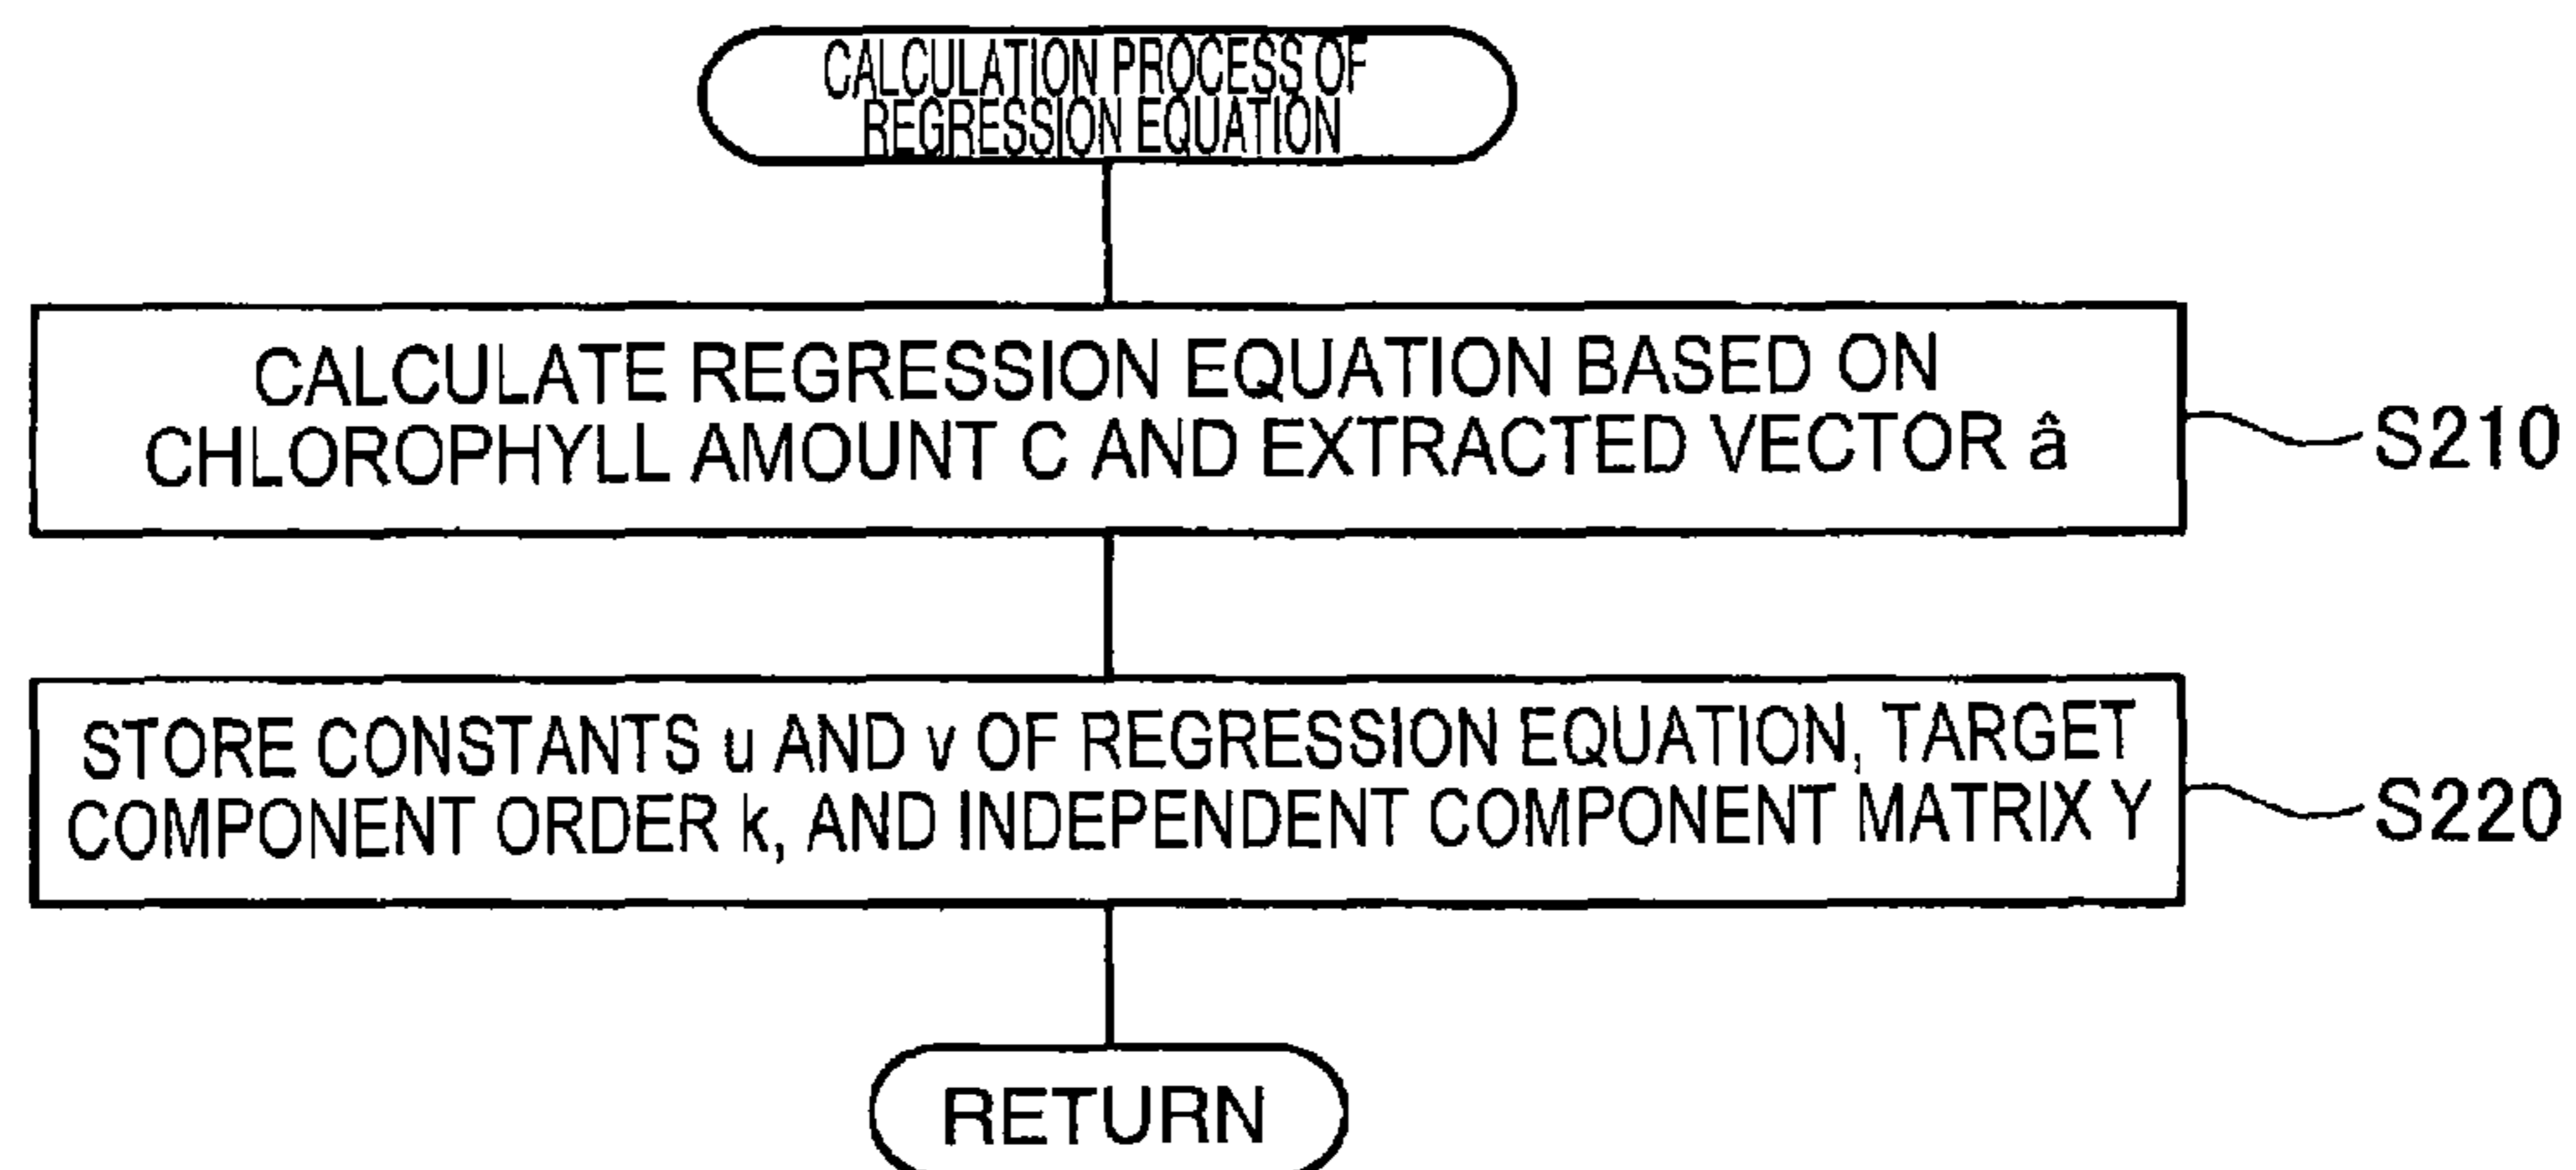 CALCULATION PROCESS OF
REGRESSION EQUATION
CALCULATE REGRESSION EQUATION BASED ON
CHLOROPHYLL AMOUNT C AND EXTRACTED VECTOR â
S210
STORE CONSTANTS u AND v OF REGRESSION EQUATION, TARGET
COMPONENT ORDER k, AND INDEPENDENT COMPONENT MATRIX Y
S220
RETURN